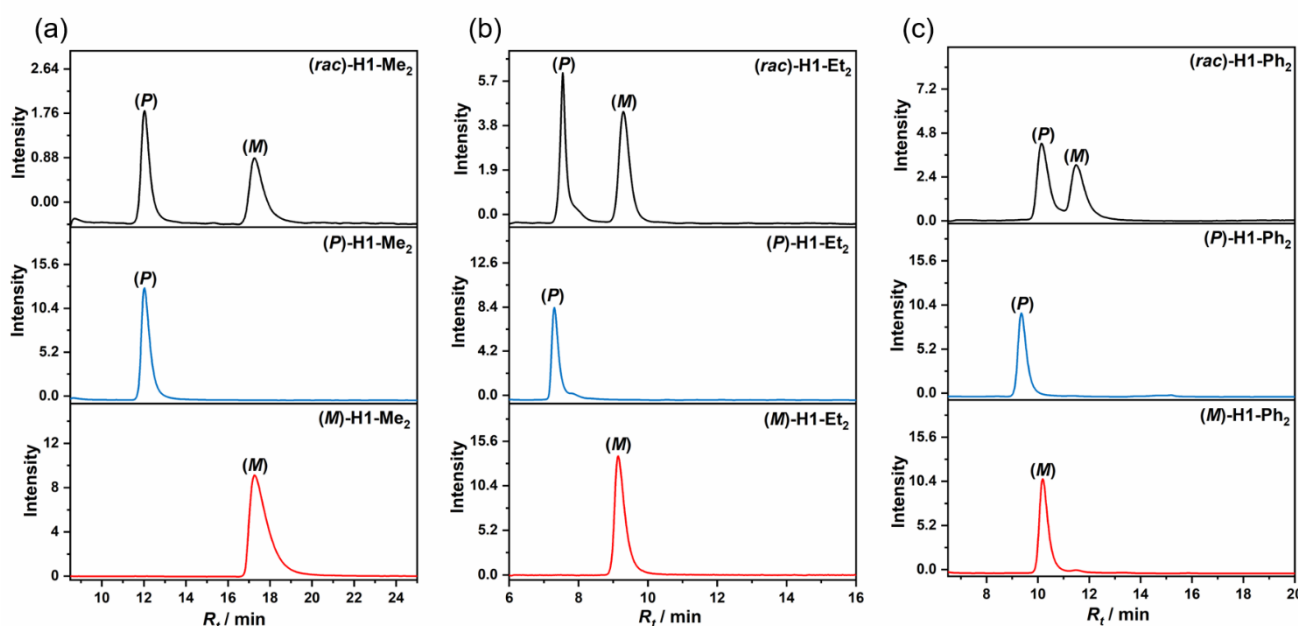 (a)
(rac)-H1-Me₂
2.64
1.76
0.88
0.00
Intensity
(P)
(M)
(P)-H1-Me₂
15.6
10.4
5.2
0.0
Intensity
(P)
(M)-H1-Me₂
12
8
4
0
Intensity
(M)
10 12 14 16 18 20 22 24
Rt / min
(b)
(rac)-H1-Et₂
5.7
3.8
1.9
0.0
Intensity
(P)
(M)
(P)-H1-Et₂
12.6
8.4
4.2
0.0
Intensity
(P)
(M)-H1-Et₂
15.6
10.4
5.2
0.0
Intensity
(M)
6 8 10 12 14 16
Rt / min
(c)
(rac)-H1-Ph₂
7.2
4.8
2.4
0.0
Intensity
(P)
(M)
(P)-H1-Ph₂
15.6
10.4
5.2
0.0
Intensity
(P)
(M)-H1-Ph₂
15.6
10.4
5.2
0.0
Intensity
(M)
8 10 12 14 16 18 20
Rt / min